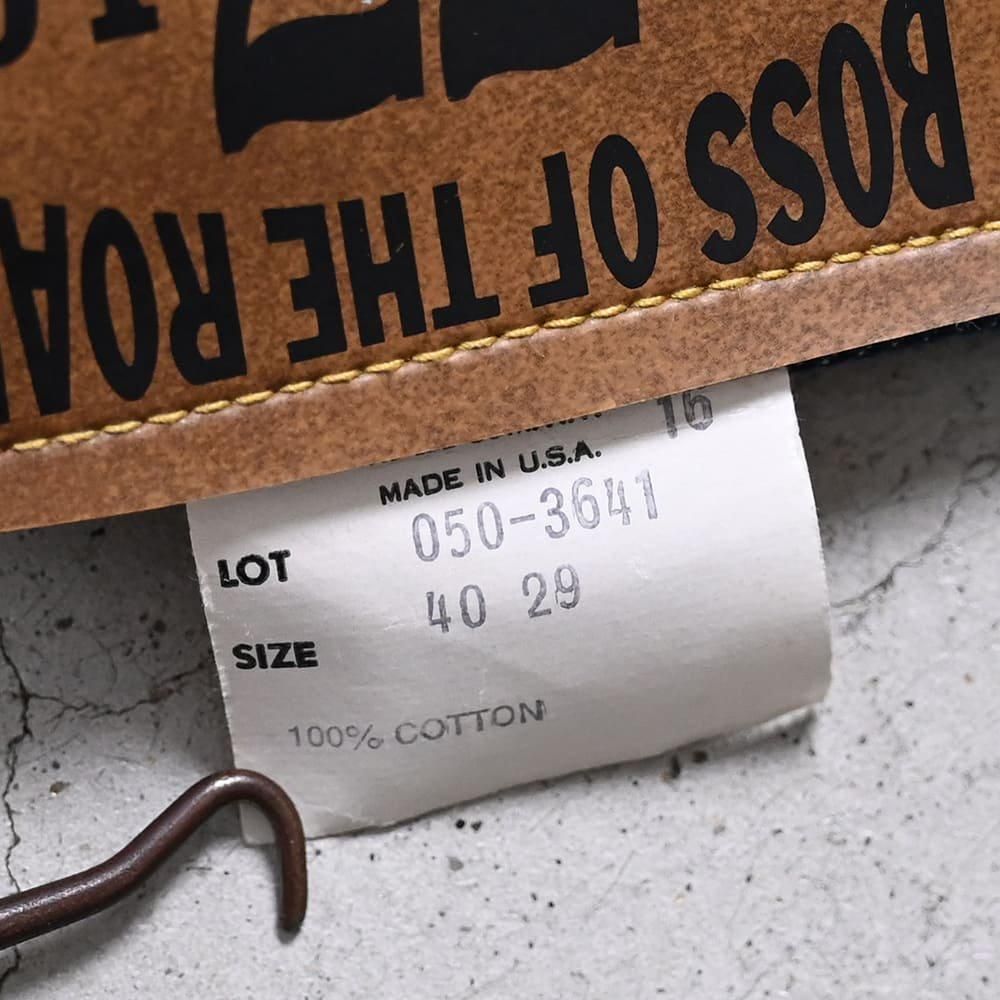 BOSS OF THE ROA
16
MADE IN U.S.A.
LOT 050-3641
SIZE 40 29
100% COTTON